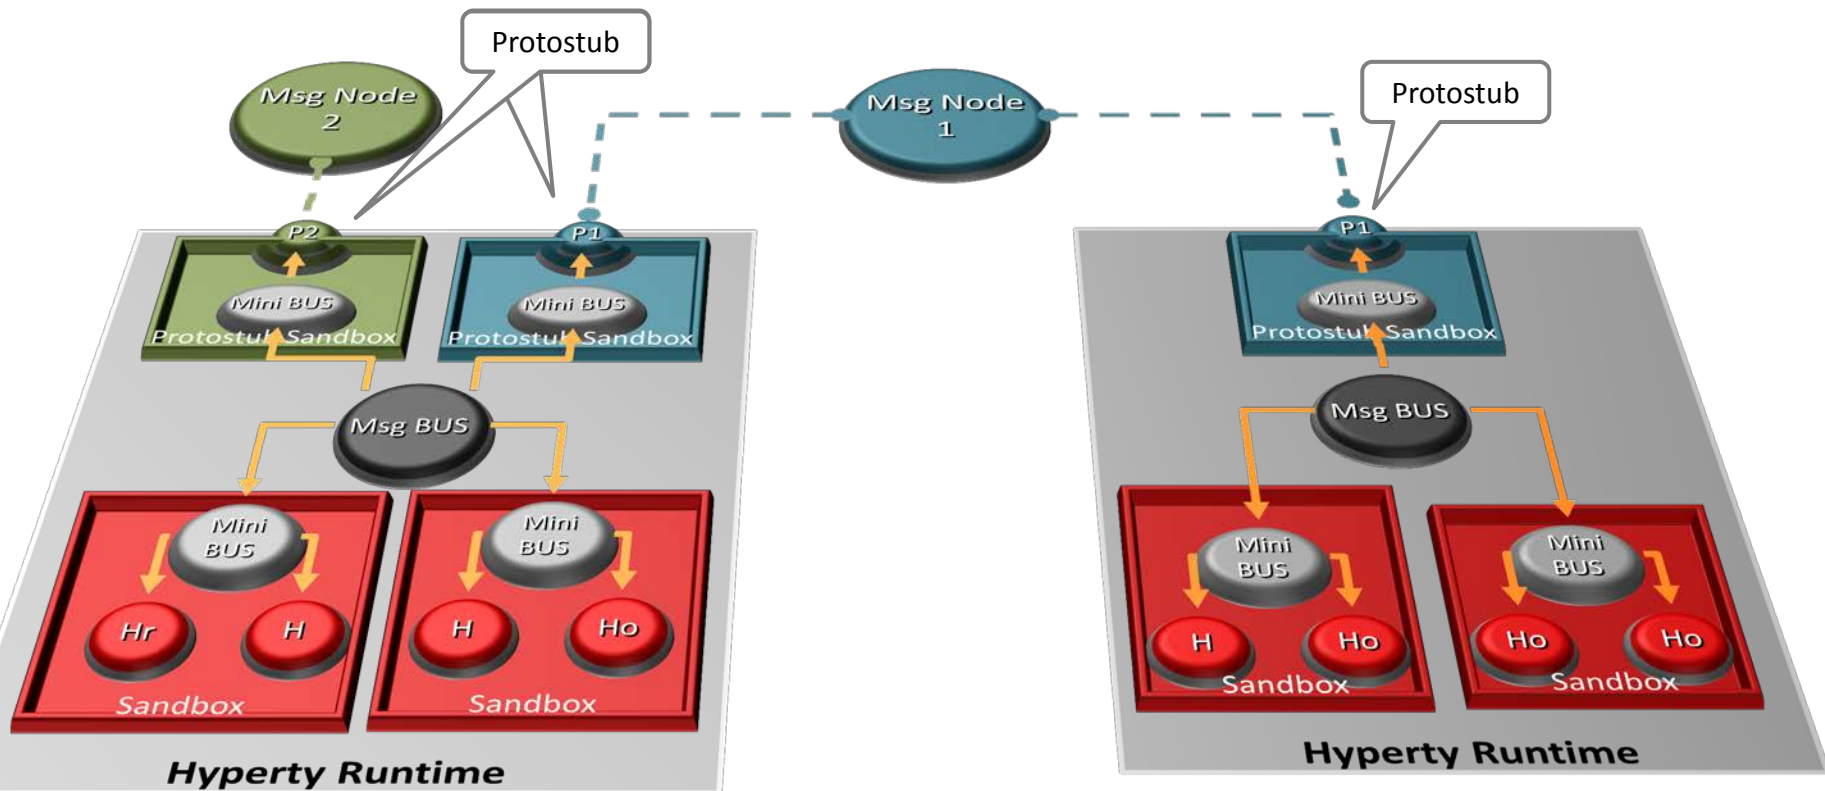 Protostub
Msg Node
2
Msg Node
1
Protostub
P2
P1
P1
Mini BUS
Protostub Sandbox
Mini BUS
Protostub Sandbox
Mini BUS
Protostub Sandbox
Msg BUS
Msg BUS
Mini
BUS
Hr
H
Sandbox
Mini
BUS
H
Ho
Sandbox
Mini
BUS
H
Ho
Sandbox
Mini
BUS
Ho
Ho
Sandbox
Hyperty Runtime
Hyperty Runtime